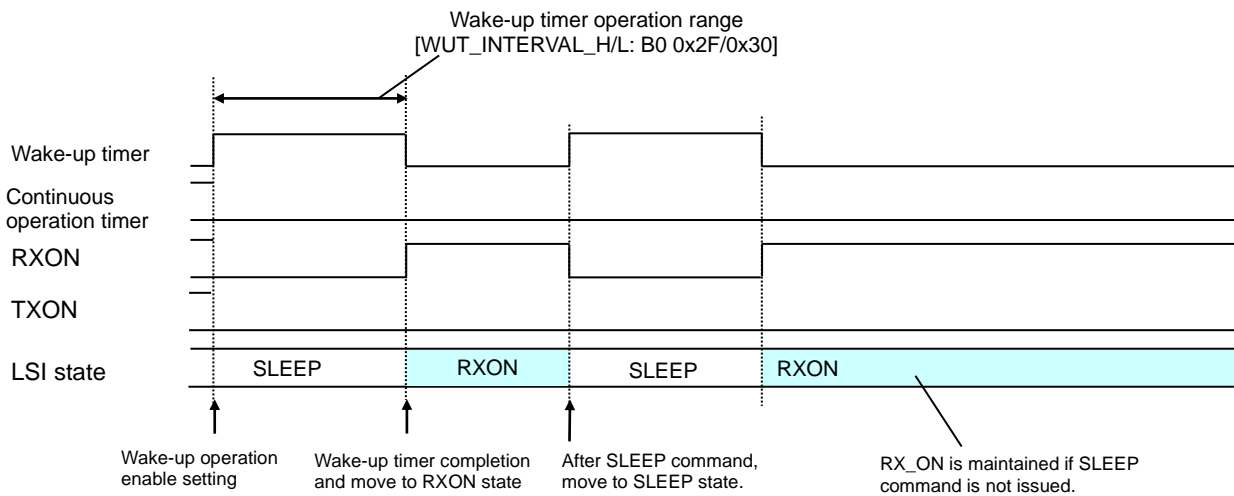 Wake-up timer operation range
[WUT_INTERVAL_H/L: B0 0x2F/0x30]
Wake-up timer
Continuous
operation timer
RXON
TXON
LSI state
SLEEP
RXON
SLEEP
RXON
Wake-up operation
enable setting
Wake-up timer completion
and move to RXON state
After SLEEP command,
move to SLEEP state.
RX_ON is maintained if SLEEP
command is not issued.